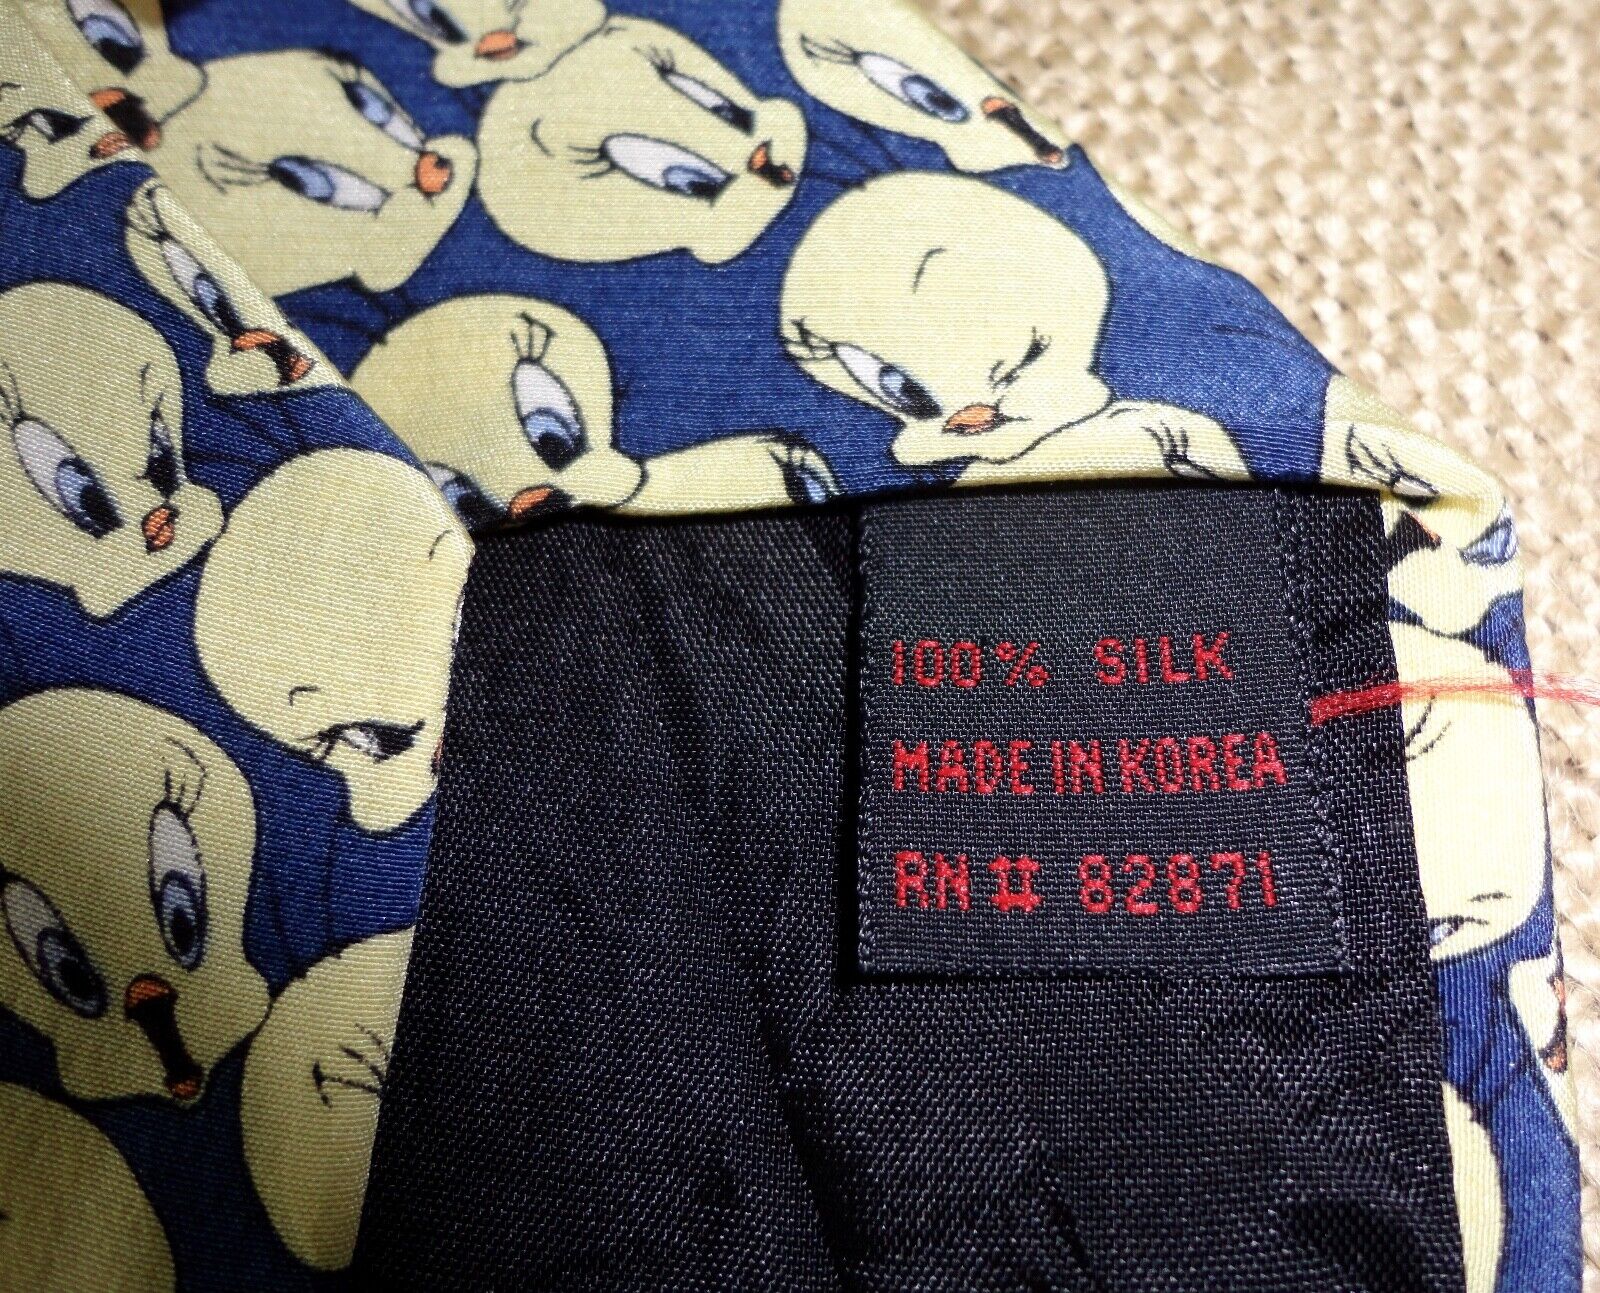 100% SILK
MADE IN KOREA
RN # 82871